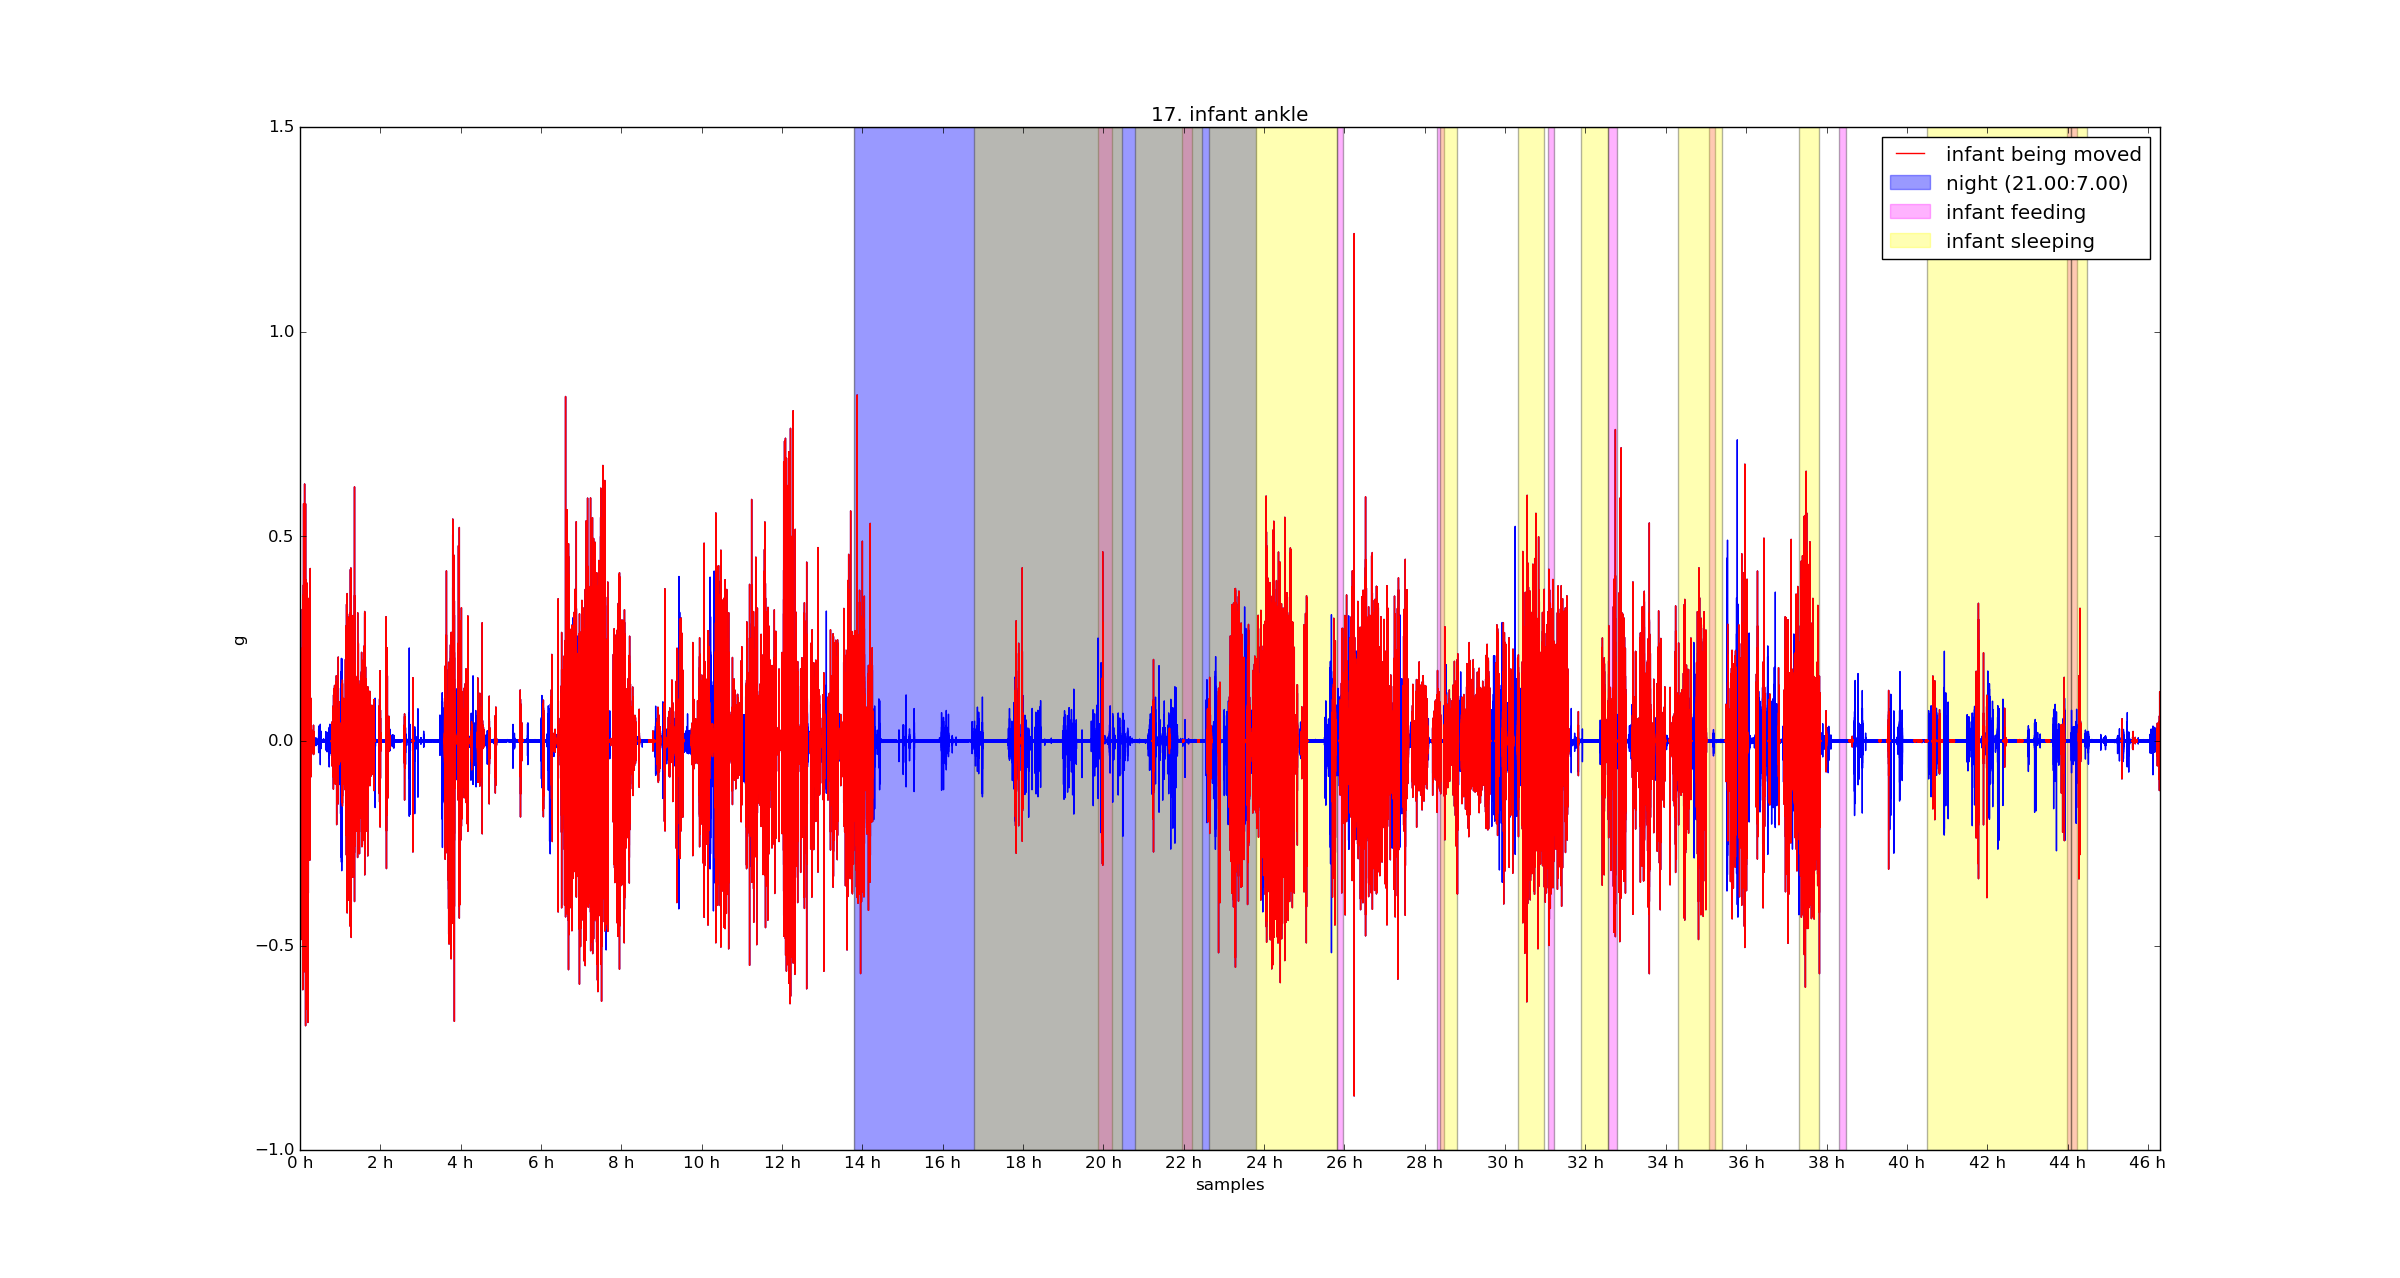 17. infant ankle
1.5
1.0
0.5
0.0
−0.5
−1.0
g
infant being moved
night (21.00:7.00)
infant feeding
infant sleeping
0 h 2 h 4 h 6 h 8 h 10 h 12 h 14 h 16 h 18 h 20 h 22 h 24 h 26 h 28 h 30 h 32 h 34 h 36 h 38 h 40 h 42 h 44 h 46 h
samples